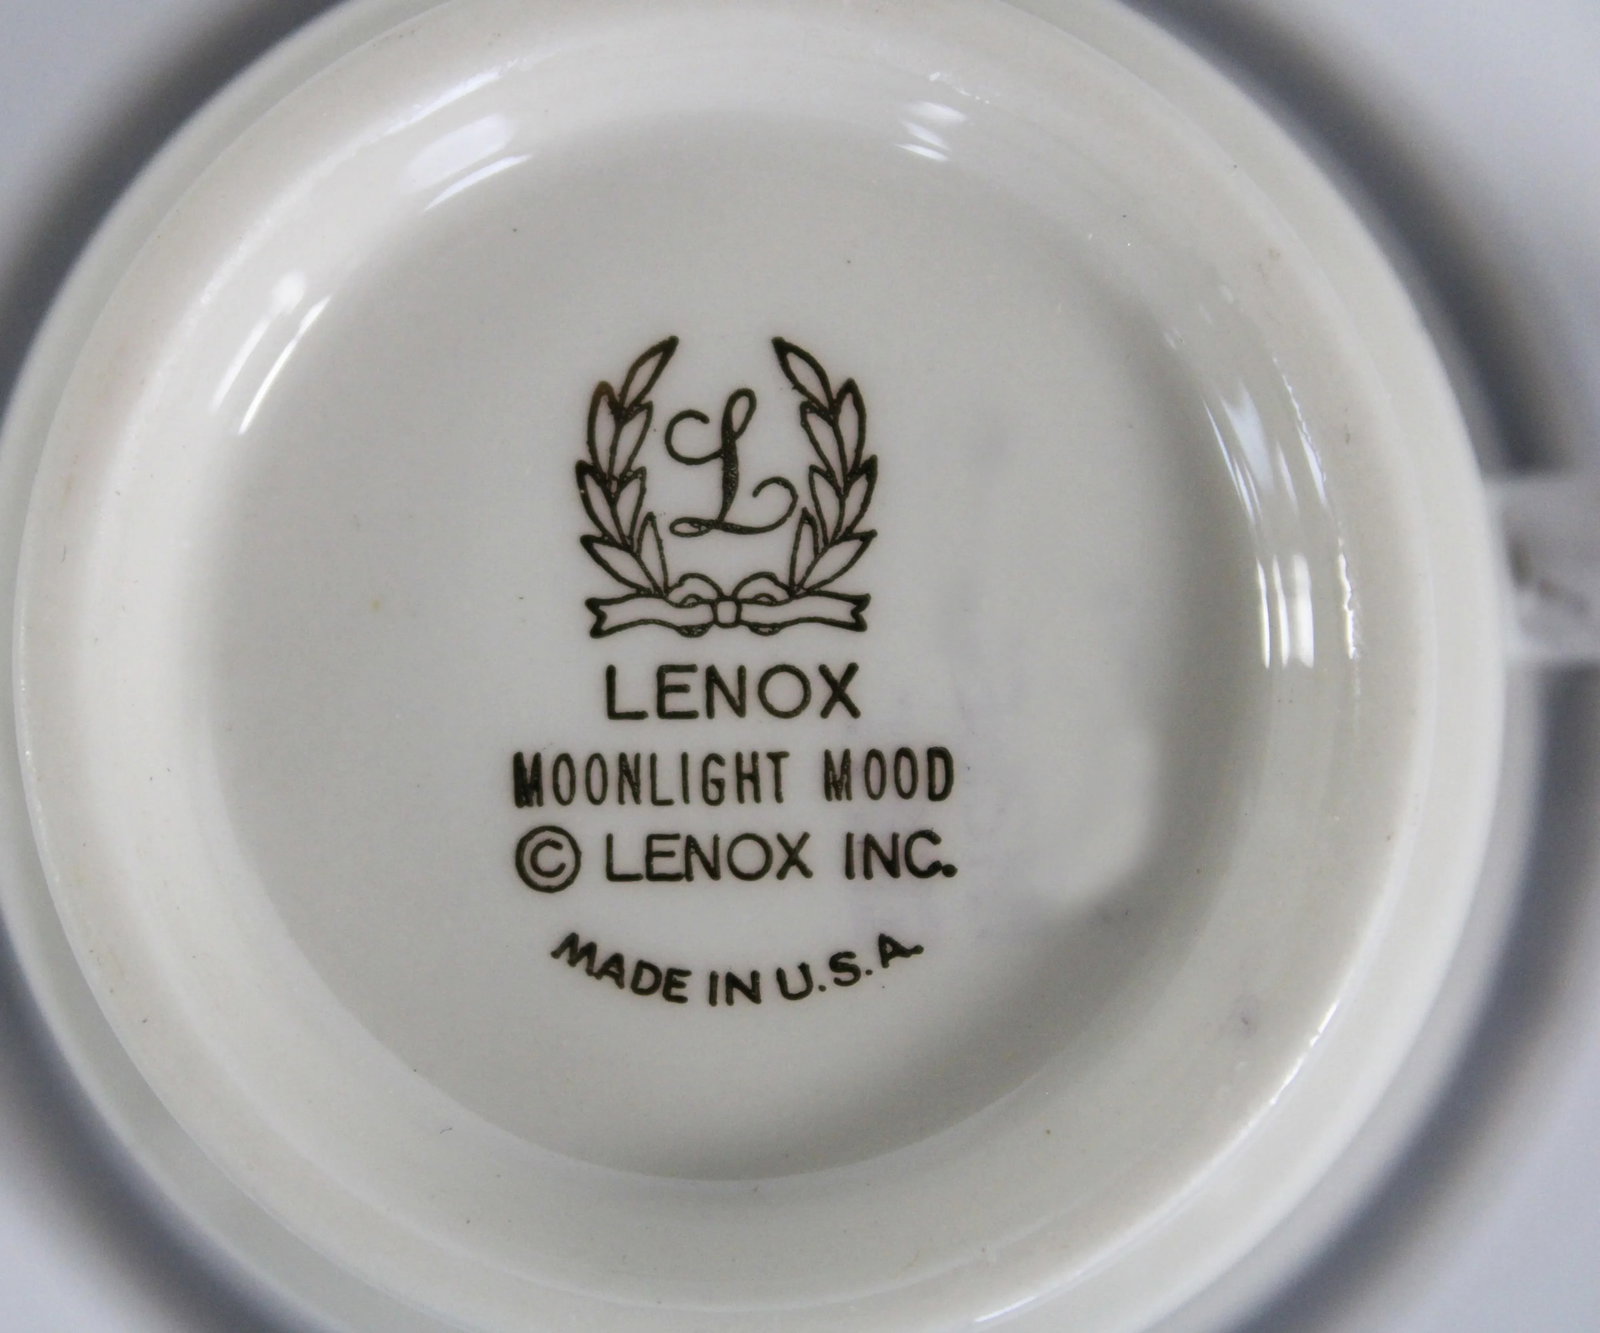 L
LENOX
MOONLIGHT MOOD
© LENOX INC.
MADE IN U.S.A.